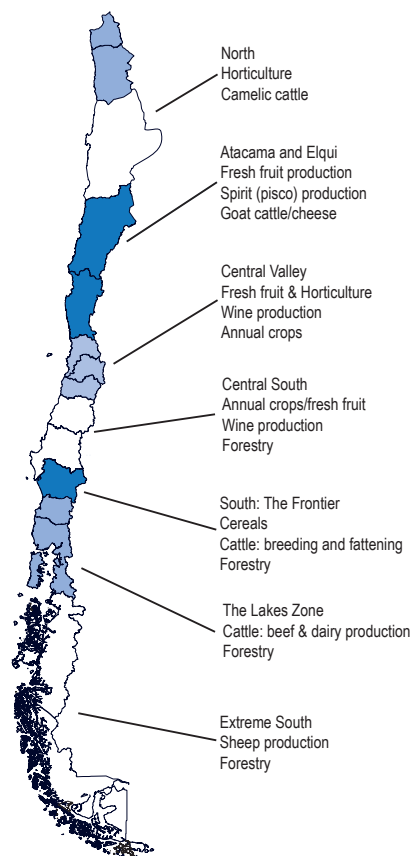 North
Horticulture
Camelic cattle
Atacama and Elqui
Fresh fruit production
Spirit (pisco) production
Goat cattle/cheese
Central Valley
Fresh fruit & Horticulture
Wine production
Annual crops
Central South
Annual crops/fresh fruit
Wine production
Forestry
South: The Frontier
Cereals
Cattle: breeding and fattening
Forestry
The Lakes Zone
Cattle: beef & dairy production
Forestry
Extreme South
Sheep production
Forestry